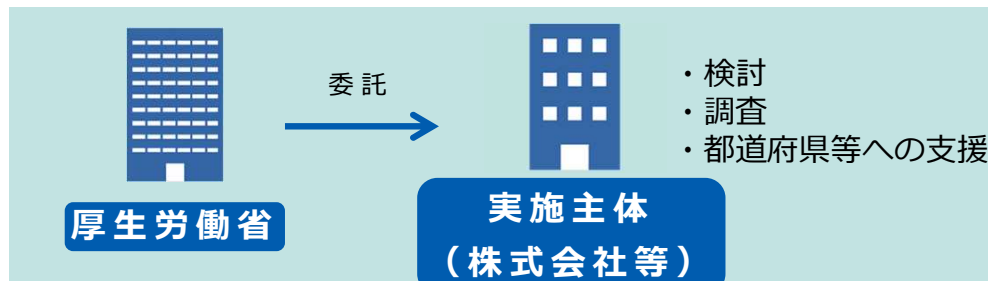 委託
・検討
・調査
・都道府県等への支援
厚生労働省
実施主体
（株式会社等）